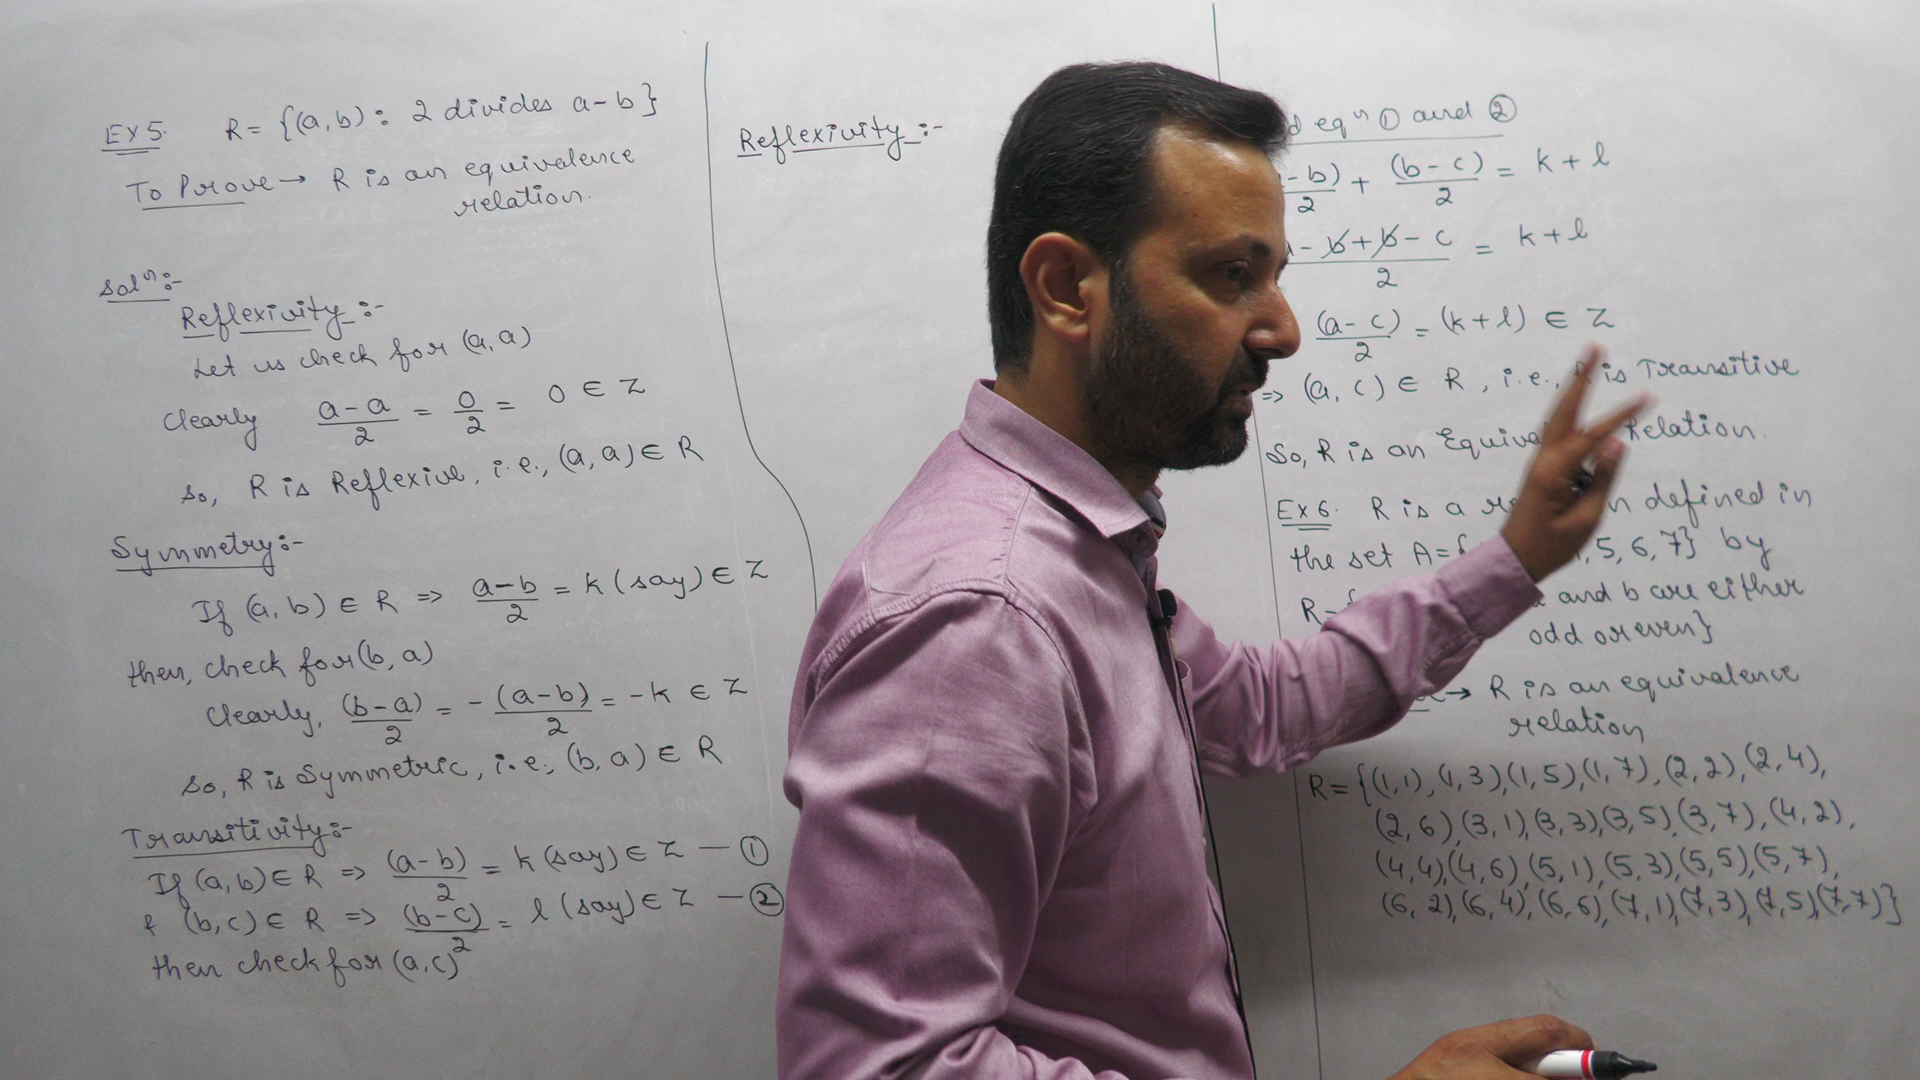 EX 5. R = {(a, b) : 2 divides a - b}
To Prove → R is an equivalence
relation.
Solⁿ :-
Reflexivity :-
Let us check for (a, a)
Clearly (a - a)/2 = 0/2 = 0 ∈ Z
So, R is Reflexive, i.e., (a, a) ∈ R
Symmetry :-
If (a, b) ∈ R ⇒ (a - b)/2 = k (say) ∈ Z
then, check for (b, a)
Clearly, (b - a)/2 = - (a - b)/2 = -k ∈ Z
So, R is Symmetric, i.e., (b, a) ∈ R
Transitivity :-
If (a, b) ∈ R ⇒ (a - b)/2 = k (say) ∈ Z — ①
& (b, c) ∈ R ⇒ (b - c)/2 = l (say) ∈ Z — ②
then check for (a, c)
Reflexivity :-
d eqⁿ ① and ②
- b)/2 + (b - c)/2 = k + l
- b + b - c/2 = k + l
(a - c)/2 = (k + l) ∈ Z
⇒ (a, c) ∈ R, i.e., R is Transitive
So, R is an Relation.
Ex 6. R is a defined in
the set A = { , 5, 6, 7} by
R = { and b are either
odd or even}
→ R is an equivalence
relation
R = {(1, 1), (1, 3), (1, 5), (1, 7), (2, 2), (2, 4),
(2, 6), (3, 1), (3, 3), (3, 5), (3, 7), (4, 2),
(4, 4), (4, 6), (5, 1), (5, 3), (5, 5), (5, 7),
(6, 2), (6, 4), (6, 6), (7, 1), (7, 3), (7, 5), (7, 7)}